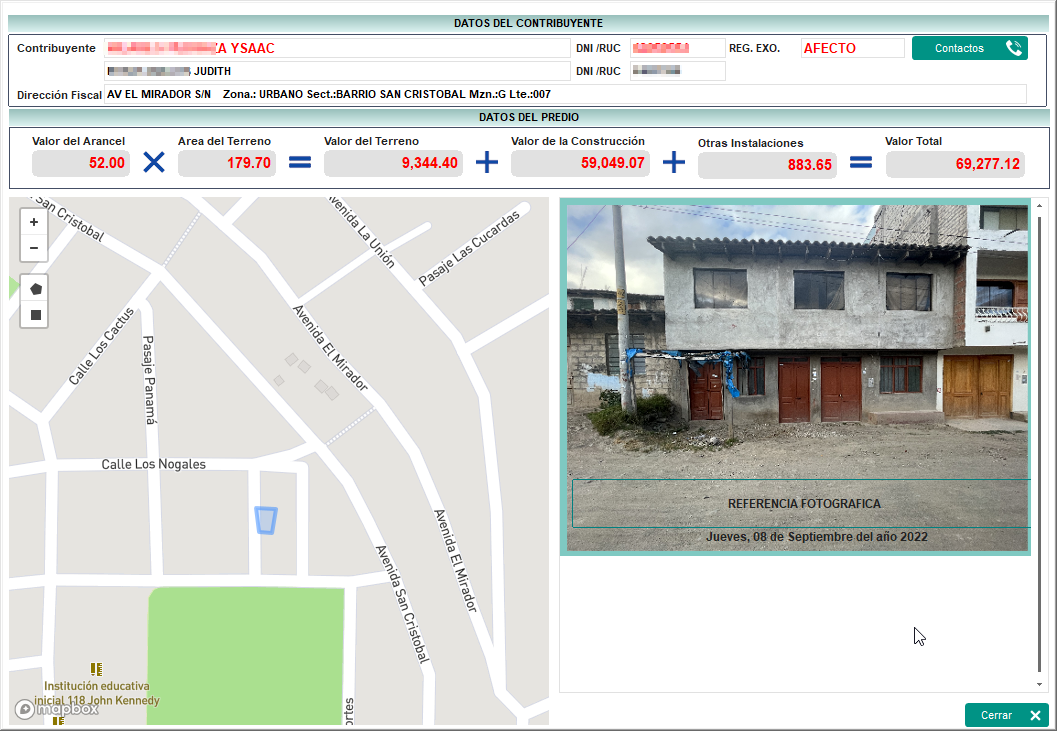 DATOS DEL CONTRIBUYENTE
Contribuyente YSAAC DNI /RUC REG. EXO. AFECTO Contactos
JUDITH DNI /RUC
Dirección Fiscal AV EL MIRADOR S/N Zona.: URBANO Sect.:BARRIO SAN CRISTOBAL Mzn.:G Lte.:007
DATOS DEL PREDIO
Valor del Arancel Area del Terreno Valor del Terreno Valor de la Construcción Otras Instalaciones Valor Total
52.00 X 179.70 = 9,344.40 + 59,049.07 + 883.65 = 69,277.12
San Cristobal
Avenida La Unión
Pasaje Las Cucardas
+
−
Calle Los Cactus
Pasaje Panamá
Avenida El Mirador
Calle Los Nogales
Avenida El Mirador
Avenida San Cristobal
Institución educativa
inicial 118 John Kennedy
mapbox
ortes
REFERENCIA FOTOGRAFICA
Jueves, 08 de Septiembre del año 2022
Cerrar X